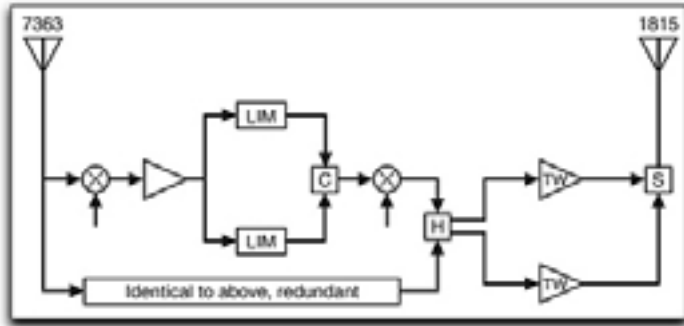 7363
1815
LIM
C
TW
S
H
LIM
TW
Identical to above, redundant